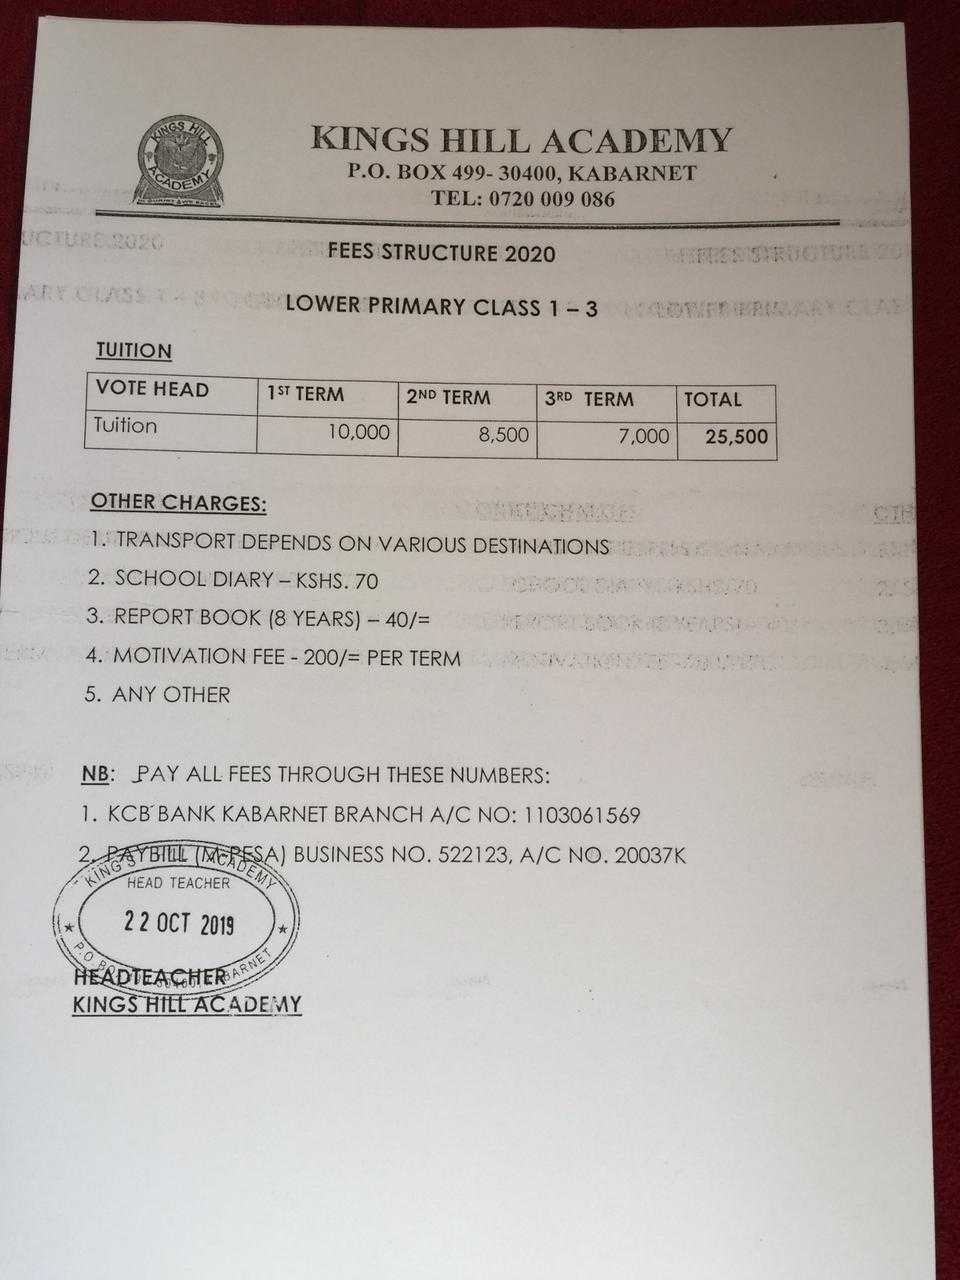 KINGS HILL
ACADEMY
KINGS HILL ACADEMY
P.O. BOX 499- 30400, KABARNET
TEL: 0720 009 086
FEES STRUCTURE 2020
LOWER PRIMARY CLASS 1 – 3
TUITION
VOTE HEAD 1ST TERM 2ND TERM 3RD TERM TOTAL
Tuition 10,000 8,500 7,000 25,500
OTHER CHARGES:
1. TRANSPORT DEPENDS ON VARIOUS DESTINATIONS
2. SCHOOL DIARY – KSHS. 70
3. REPORT BOOK (8 YEARS) – 40/=
4. MOTIVATION FEE - 200/= PER TERM
5. ANY OTHER
NB: PAY ALL FEES THROUGH THESE NUMBERS:
1. KCB BANK KABARNET BRANCH A/C NO: 1103061569
2. PAYBILL (M-PESA) BUSINESS NO. 522123, A/C NO. 20037K
KING'S ACADEMY
HEAD TEACHER
22 OCT 2019
HEADTEACHER
KINGS HILL ACADEMY